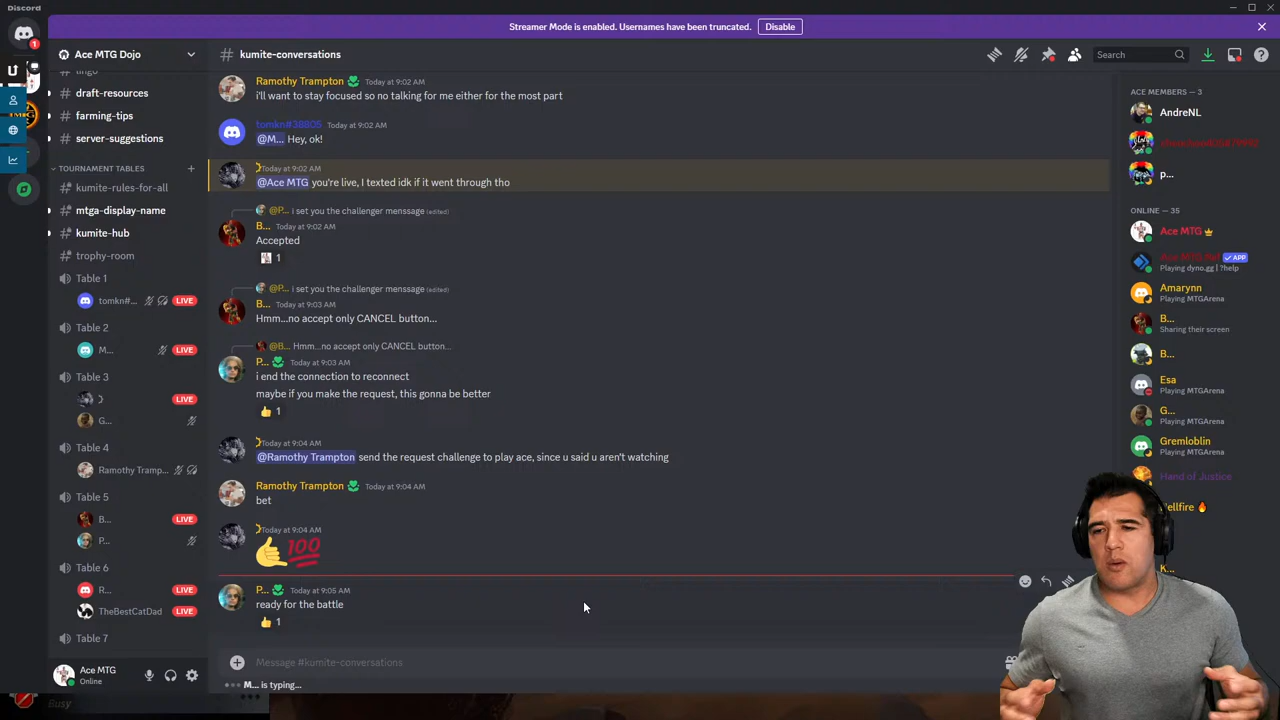 Discord
Streamer Mode is enabled. Usernames have been truncated.
Disable
1
Ace MTG Dojo
lingo
draft-resources
farming-tips
server-suggestions
TOURNAMENT TABLES
kumite-rules-for-all
mtga-display-name
kumite-hub
trophy-room
Table 1
tomkn#...
LIVE
Table 2
M...
LIVE
Table 3
LIVE
G...
Table 4
Ramothy Tramp...
Table 5
B...
LIVE
P...
Table 6
R...
LIVE
TheBestCatDad
LIVE
Table 7
Ace MTG
Online
Busy
# kumite-conversations
Search
Ramothy Trampton Today at 9:02 AM
i'll want to stay focused so no talking for me either for the most part
tomkn#38805 Today at 9:02 AM
@M... Hey, ok!
Today at 9:02 AM
@Ace MTG you're live, I texted idk if it went through tho
@P... i set you the challenger menssage (edited)
B... Today at 9:02 AM
Accepted
1
@P... i set you the challenger menssage (edited)
B... Today at 9:03 AM
Hmm...no accept only CANCEL button...
@B... Hmm...no accept only CANCEL button...
P... Today at 9:03 AM
i end the connection to reconnect
maybe if you make the request, this gonna be better
1
Today at 9:04 AM
@Ramothy Trampton send the request challenge to play ace, since u said u aren't watching
Ramothy Trampton Today at 9:04 AM
bet
Today at 9:04 AM
100
P... Today at 9:05 AM
ready for the battle
1
Message #kumite-conversations
M... is typing...
ACE MEMBERS — 3
AndreNL
p...
ONLINE — 35
Ace MTG
APP
Playing dyno.gg | ?help
Amarynn
Playing MTGArena
B...
Sharing their screen
B...
Esa
Playing MTGArena
G...
Playing MTGArena
Gremloblin
Playing MTGArena
Hand of Justice
Hellfire
K...